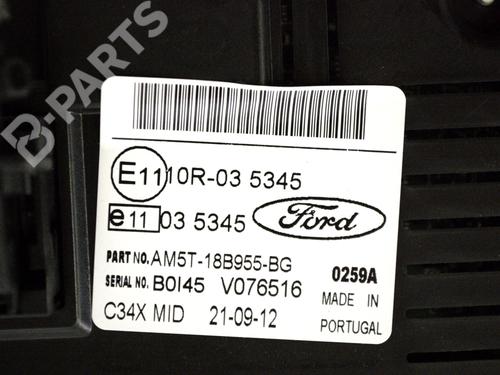 B-PARTS
E11 10R-03 5345
e11 03 5345
Ford
PART NO. AM5T-18B955-BG
0259A
SERIAL NO. B0I45 V076516
MADE IN
C34X MID 21-09-12
PORTUGAL